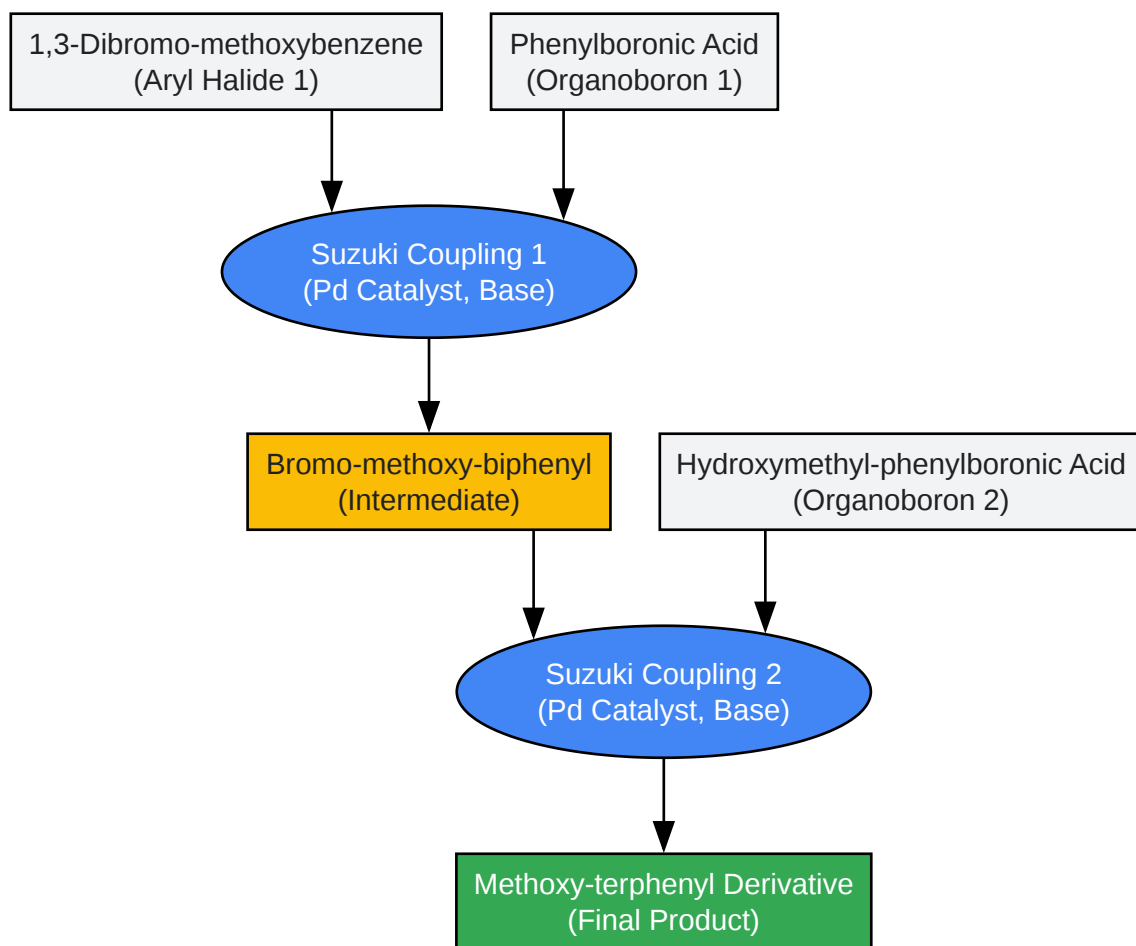 1,3-Dibromo-methoxybenzene
(Aryl Halide 1)
Phenylboronic Acid
(Organoboron 1)
Suzuki Coupling 1
(Pd Catalyst, Base)
Bromo-methoxy-biphenyl
(Intermediate)
Hydroxymethyl-phenylboronic Acid
(Organoboron 2)
Suzuki Coupling 2
(Pd Catalyst, Base)
Methoxy-terphenyl Derivative
(Final Product)